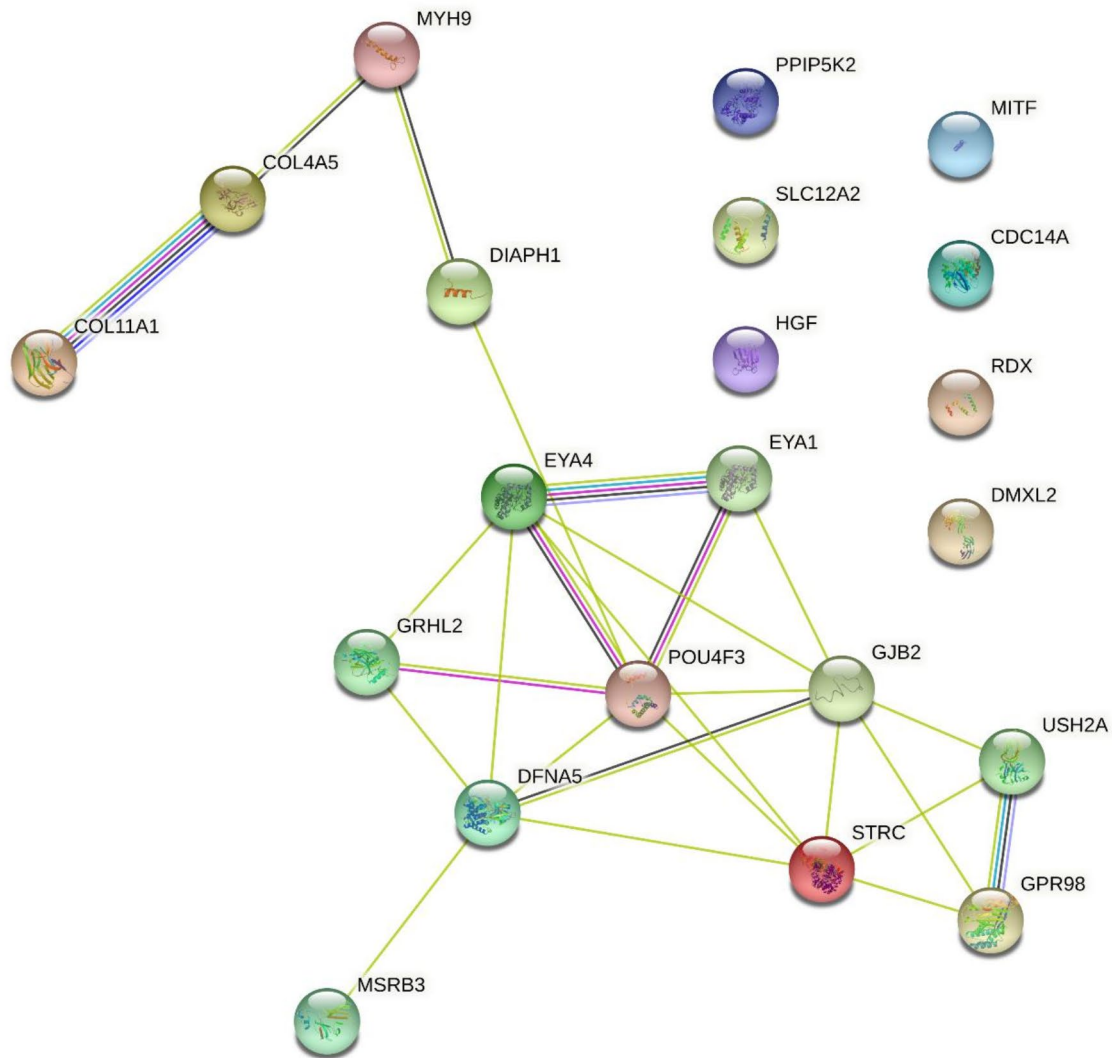 MYH9
PPIP5K2
MITF
COL4A5
SLC12A2
CDC14A
DIAPH1
COL11A1
HGF
RDX
EYA1
EYA4
DMXL2
GRHL2
POU4F3
GJB2
USH2A
DFNA5
STRC
GPR98
MSRB3